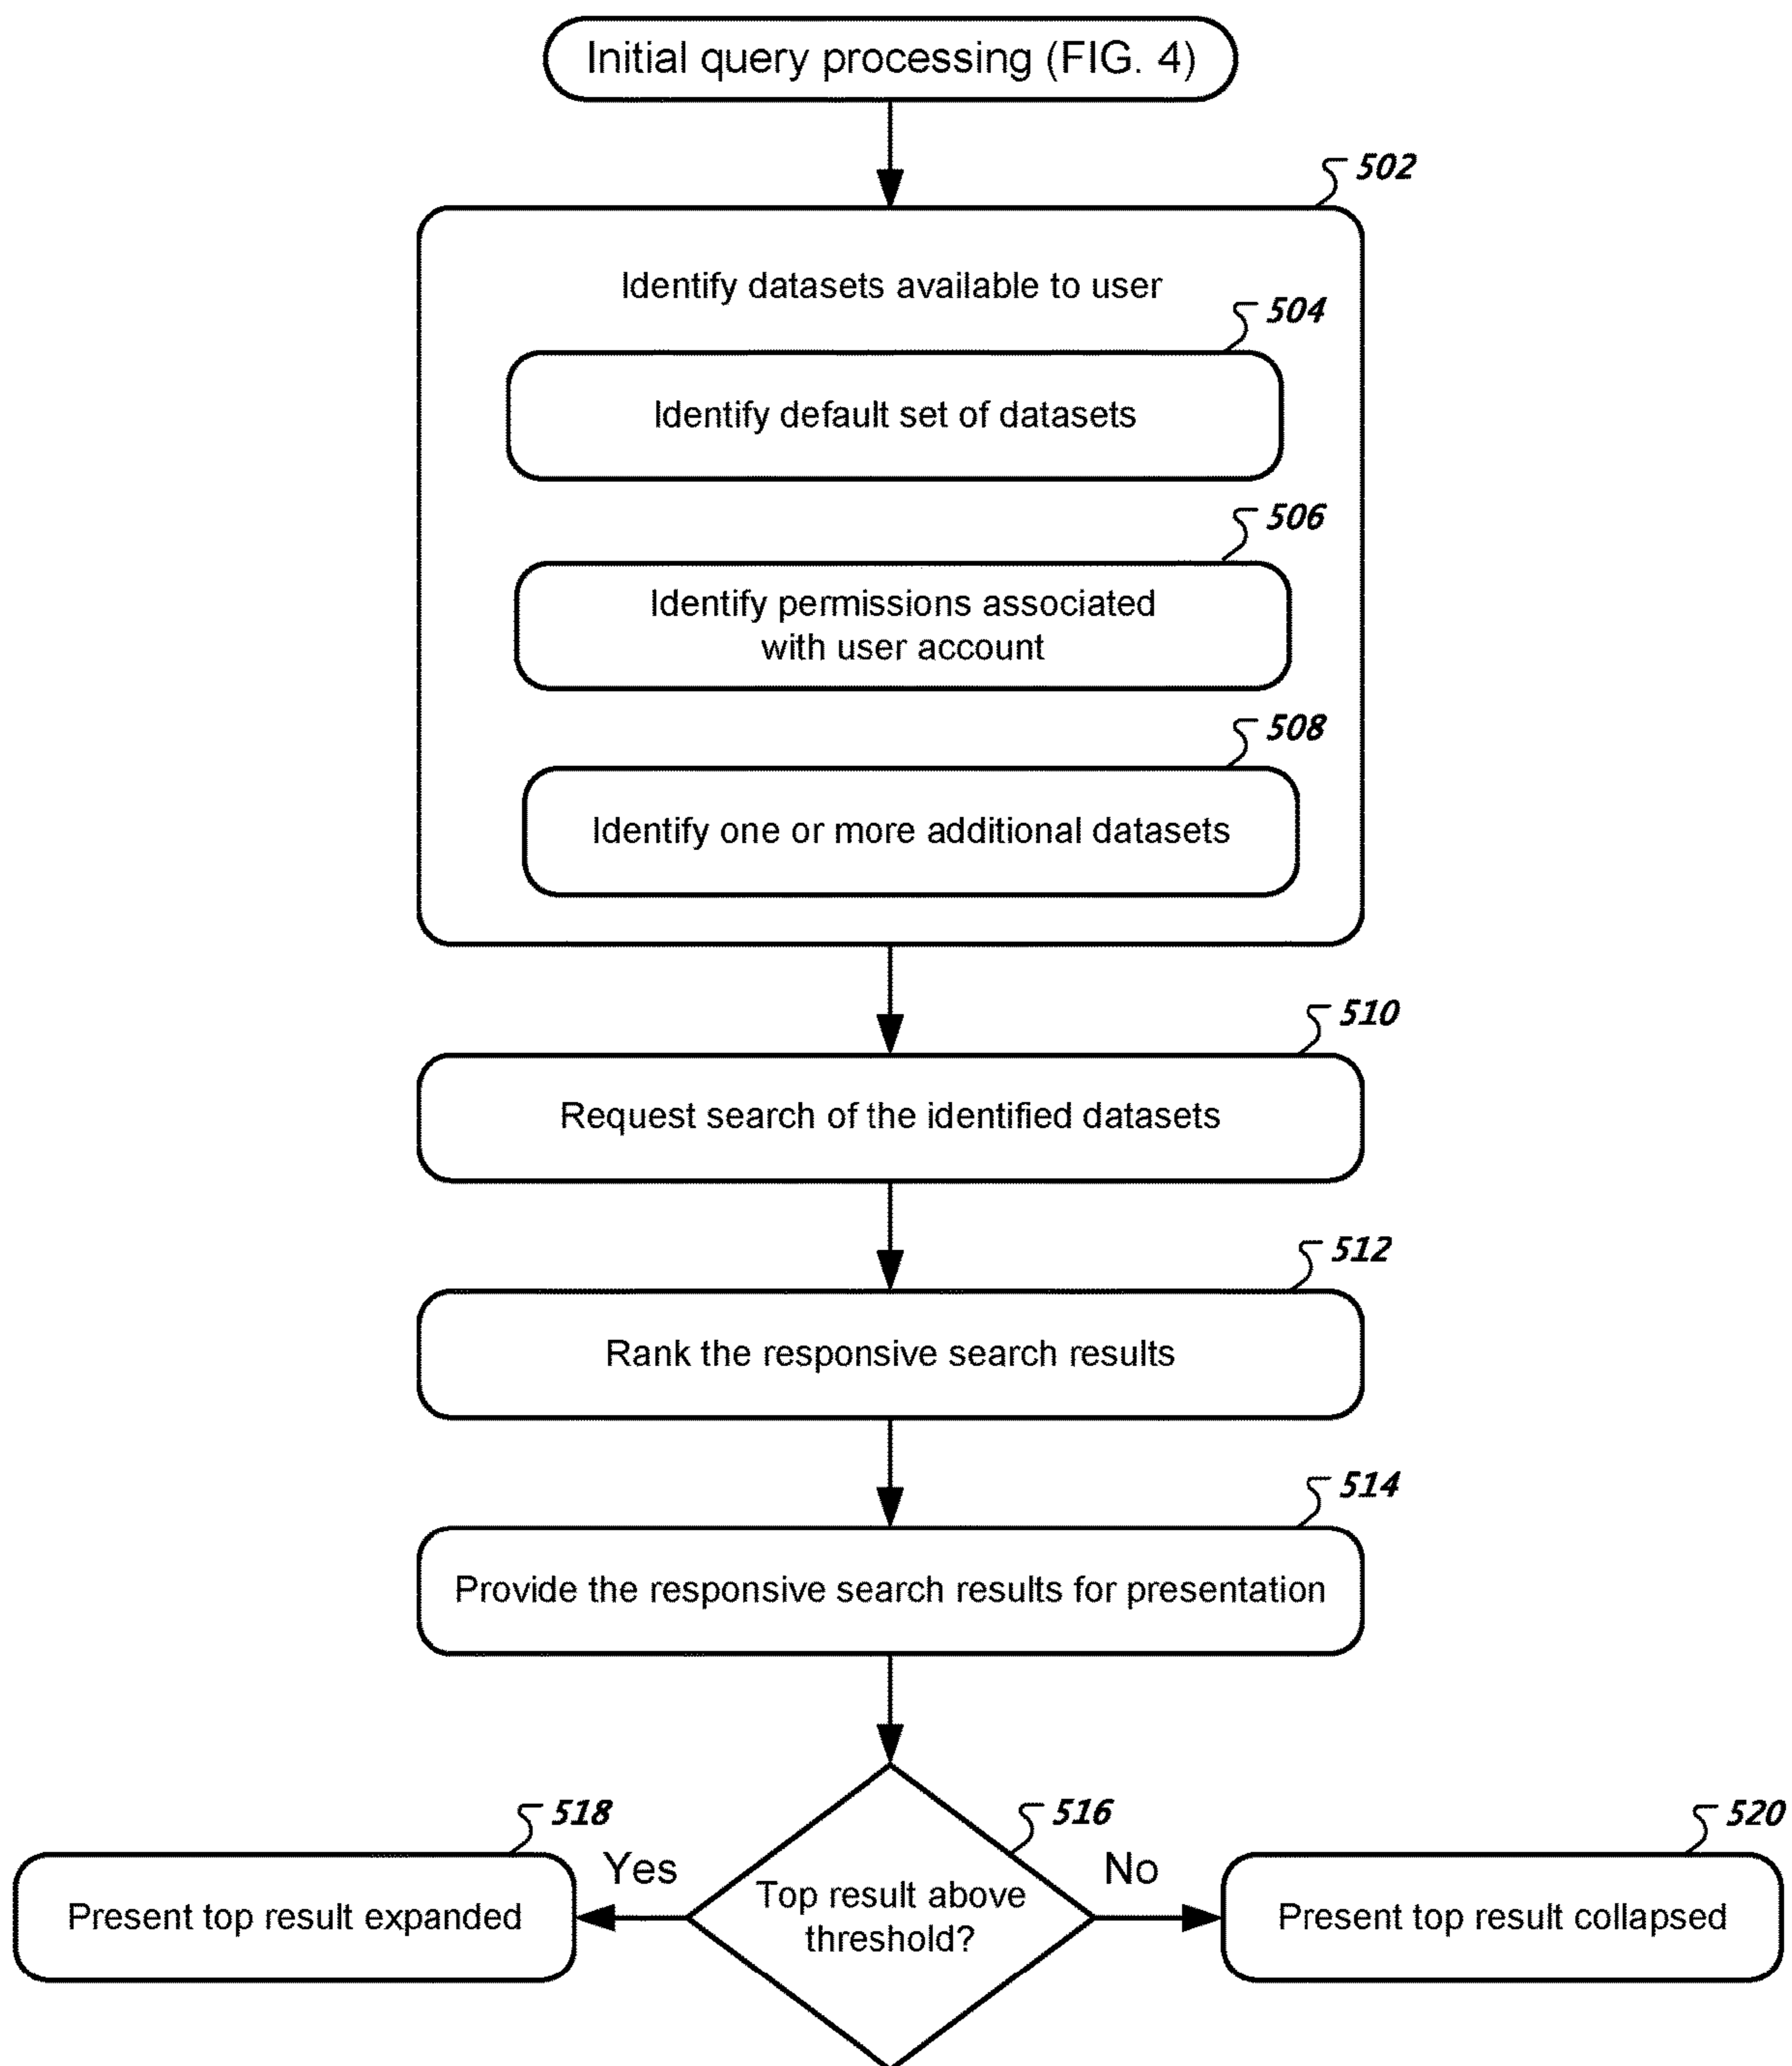 Initial query processing (FIG. 4)
502
Identify datasets available to user
504
Identify default set of datasets
506
Identify permissions associated
with user account
508
Identify one or more additional datasets
510
Request search of the identified datasets
512
Rank the responsive search results
514
Provide the responsive search results for presentation
518
516
520
Yes
No
Present top result expanded
Top result above
threshold?
Present top result collapsed